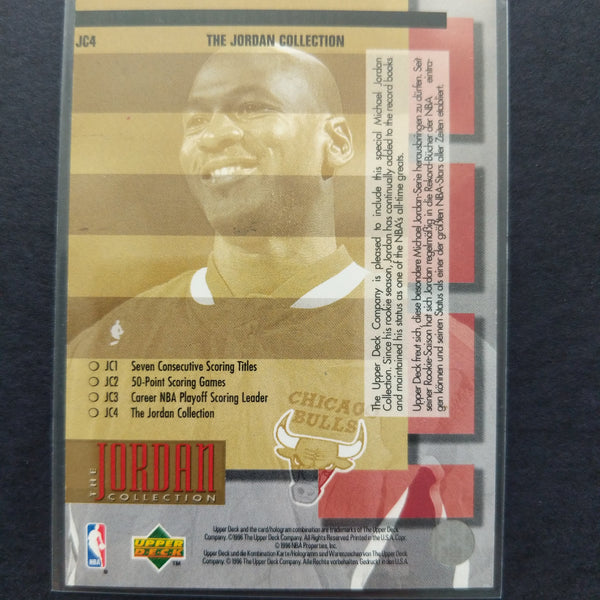 JC4 THE JORDAN COLLECTION
The Upper Deck Company is pleased to include this special Michael Jordan
Collection. Since his rookie season, Jordan has continually added to the record books
and maintained his status as one of the NBA's all-time greats.
Upper Deck freut sich, diese besondere Michael Jordan-Serie herausbringen zu dürfen. Seit
seiner Rookie-Saison hat sich Jordan regelmäßig in die Rekord-Bücher der NBA eintra-
gen können und seinen Status als einer der größten NBA-Stars aller Zeiten etabliert.
JC1 Seven Consecutive Scoring Titles
JC2 50-Point Scoring Games
JC3 Career NBA Playoff Scoring Leader
JC4 The Jordan Collection
CHICAGO
BULLS
THE
JORDAN
COLLECTION
NBA
®
UPPER
DECK
TM
Upper Deck and the card/hologram combination are trademarks of The Upper Deck
Company. ©1996 The Upper Deck Company. All Rights Reserved. Printed in the U.S.A. Copr.
©1996 NBA Properties, Inc.
Upper Deck und die Kombination Karte/Hologramm sind Warenzeichen von The Upper Deck
Company. ©1996 The Upper Deck Company. Alle Rechte vorbehalten. Gedruckt in den U.S.A.